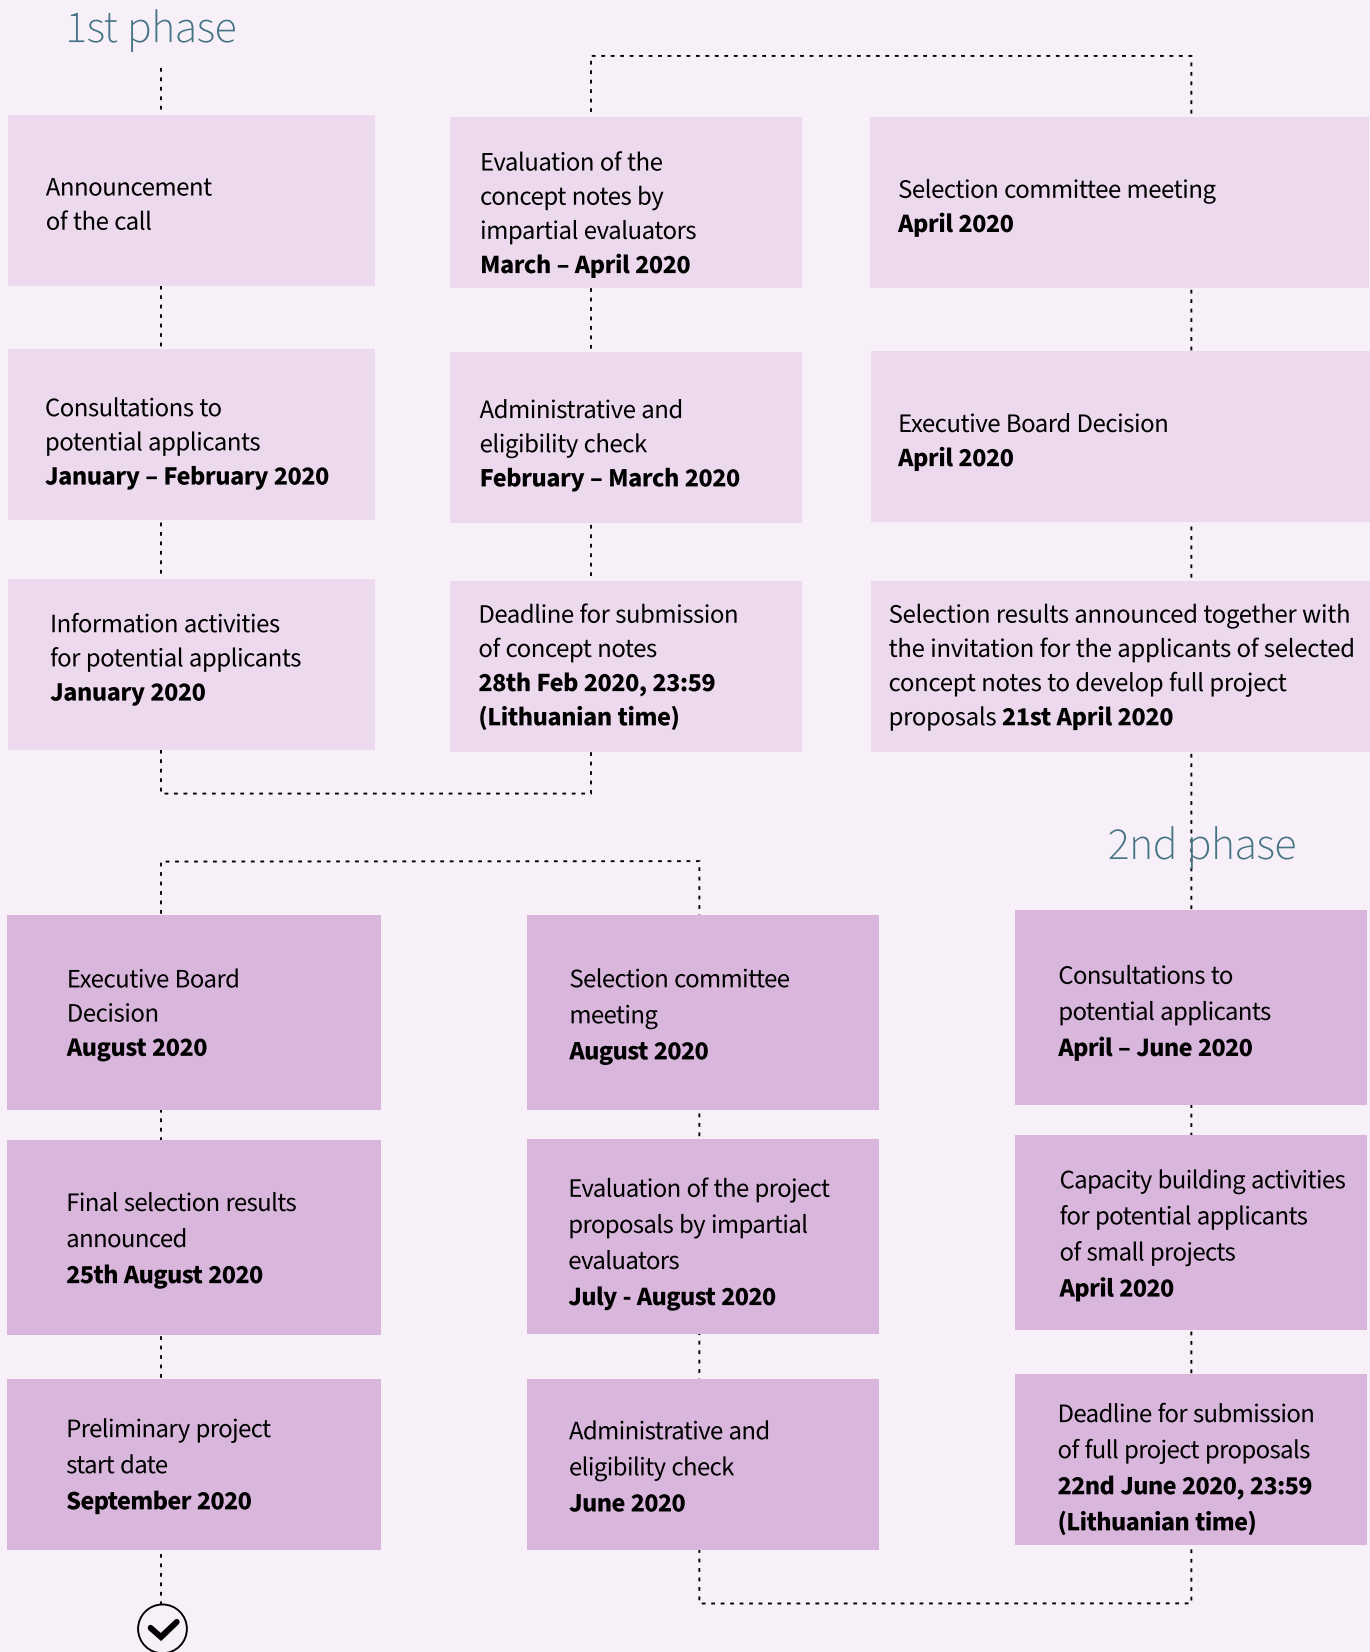 1st phase
Announcement
of the call
Consultations to
potential applicants
January – February 2020
Information activities
for potential applicants
January 2020
Deadline for submission
of concept notes
28th Feb 2020, 23:59
(Lithuanian time)
Administrative and
eligibility check
February – March 2020
Evaluation of the
concept notes by
impartial evaluators
March – April 2020
Selection committee meeting
April 2020
Executive Board Decision
April 2020
Selection results announced together with
the invitation for the applicants of selected
concept notes to develop full project
proposals 21st April 2020
2nd phase
Consultations to
potential applicants
April – June 2020
Capacity building activities
for potential applicants
of small projects
April 2020
Deadline for submission
of full project proposals
22nd June 2020, 23:59
(Lithuanian time)
Administrative and
eligibility check
June 2020
Evaluation of the project
proposals by impartial
evaluators
July - August 2020
Selection committee
meeting
August 2020
Executive Board
Decision
August 2020
Final selection results
announced
25th August 2020
Preliminary project
start date
September 2020